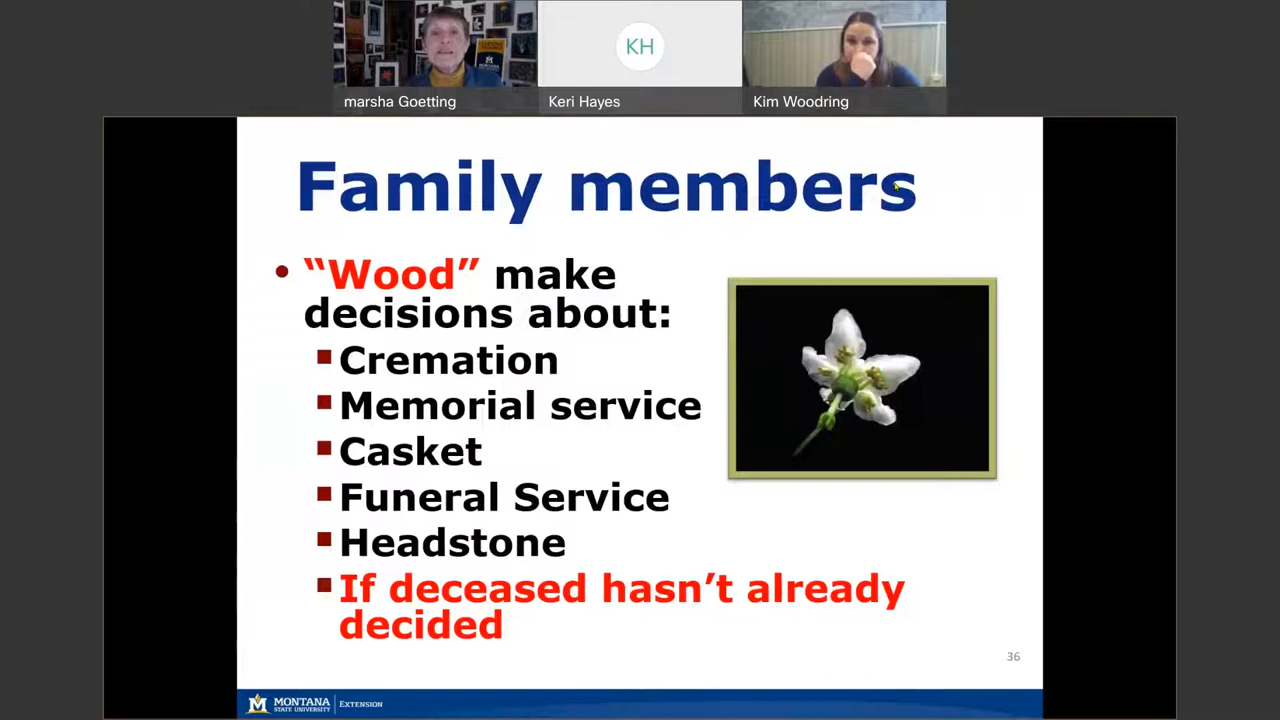 KH
marsha Goetting
Keri Hayes
Kim Woodring
Family members
• “Wood” make
decisions about:
▪ Cremation
▪ Memorial service
▪ Casket
▪ Funeral Service
▪ Headstone
▪ If deceased hasn’t already
decided
36
MONTANA
STATE UNIVERSITY
EXTENSION